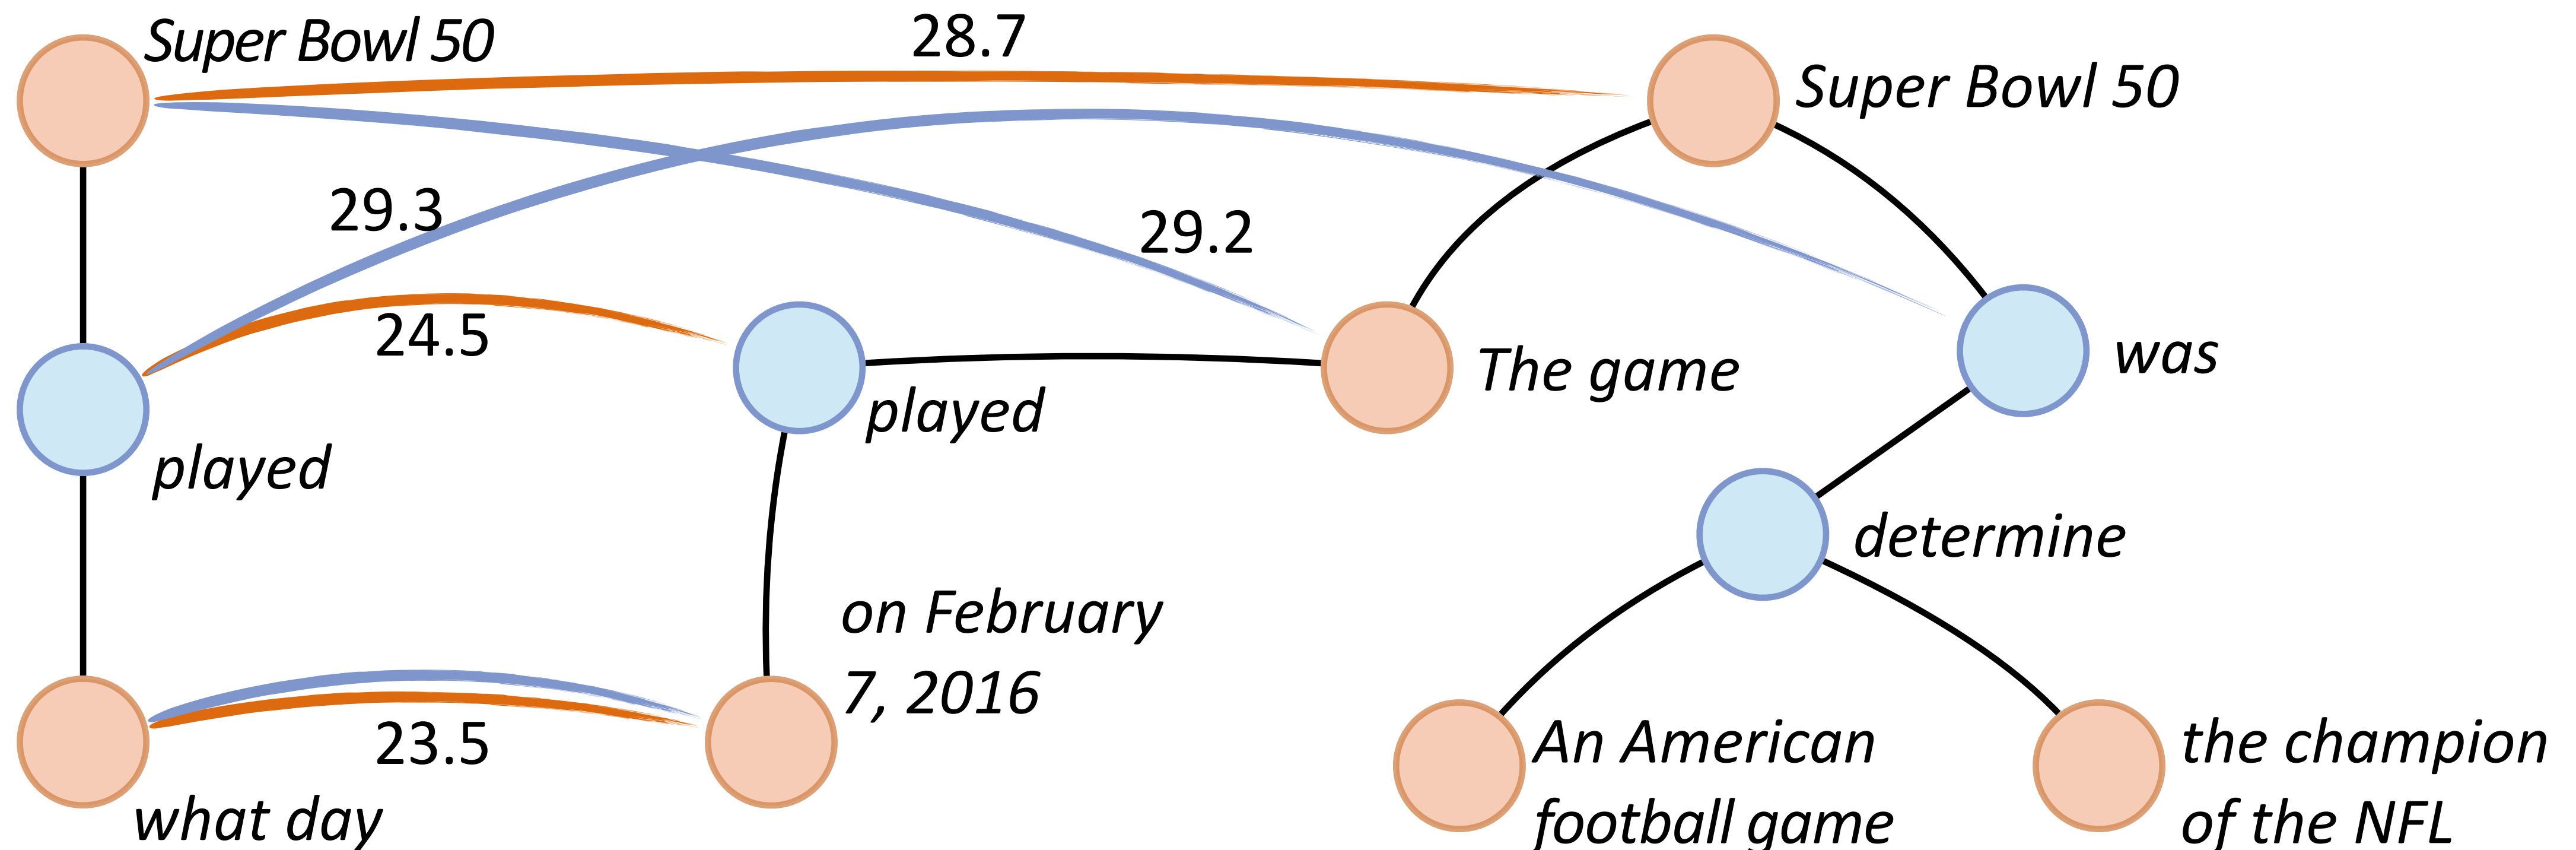 Super Bowl 50
28.7
Super Bowl 50
29.3
29.2
24.5
played
The game
was
played
determine
on February
7, 2016
23.5
what day
An American
football game
the champion
of the NFL